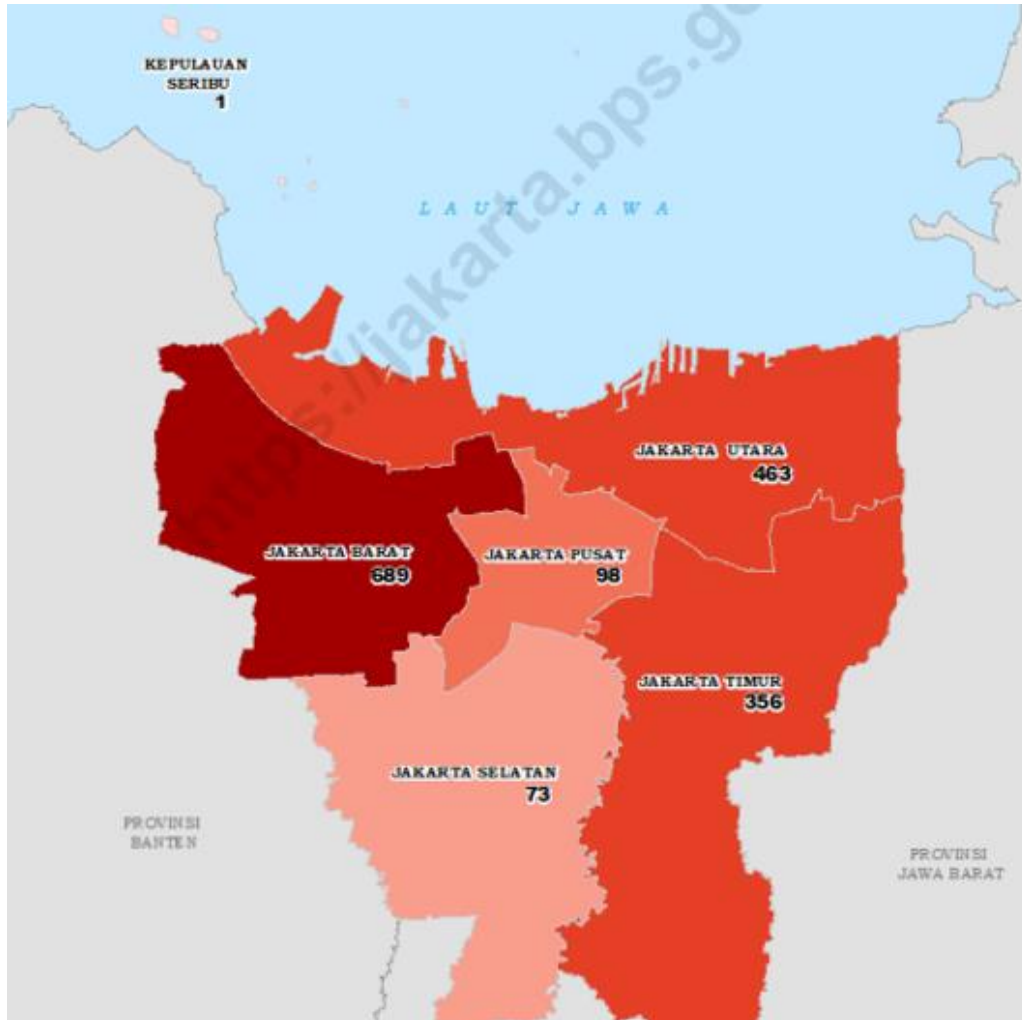 KEPULAUAN
SERIBU
1
LAUT JAWA
https://jakarta.bps.go
JAKARTA UTARA
463
JAKARTA BARAT
689
JAKARTA PUSAT
98
JAKARTA TIMUR
356
JAKARTA SELATAN
73
PROVINSI
BANTEN
PROVINSI
JAWA BARAT